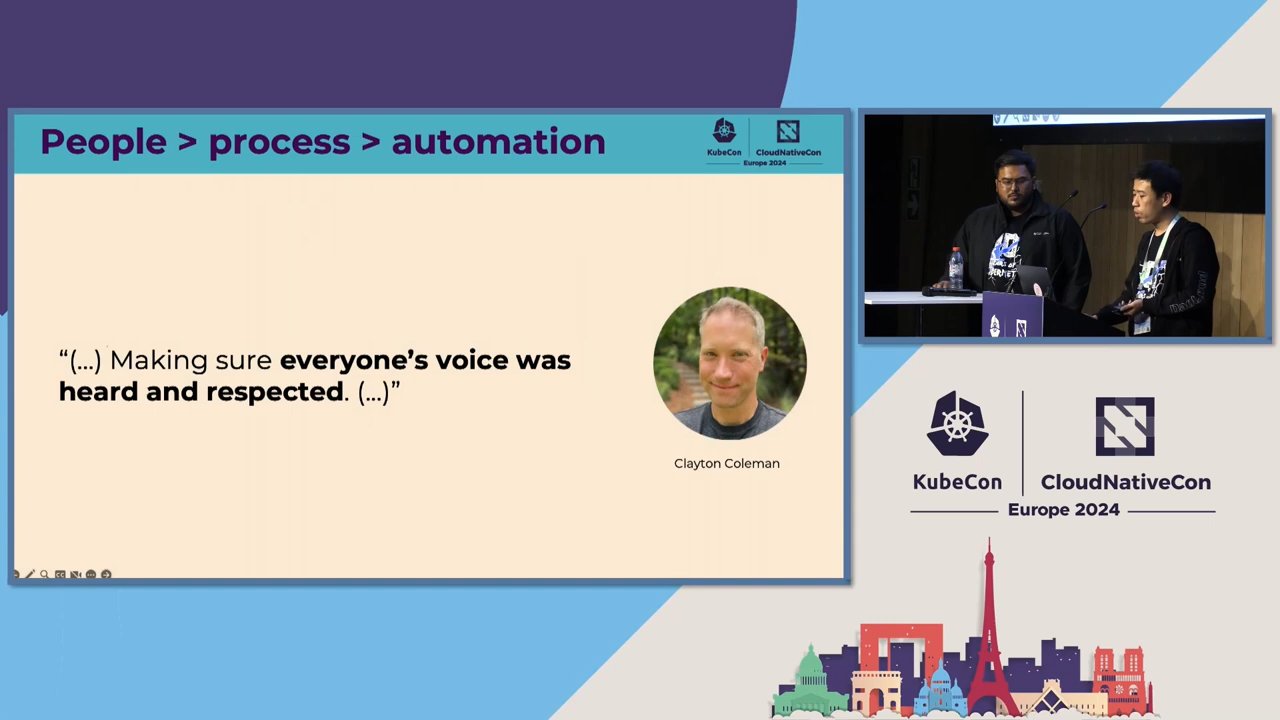 People > process > automation
KubeCon
CloudNativeCon
Europe 2024
“(...) Making sure everyone’s voice was
heard and respected. (...)”
Clayton Coleman
KubeCon
CloudNativeCon
Europe 2024